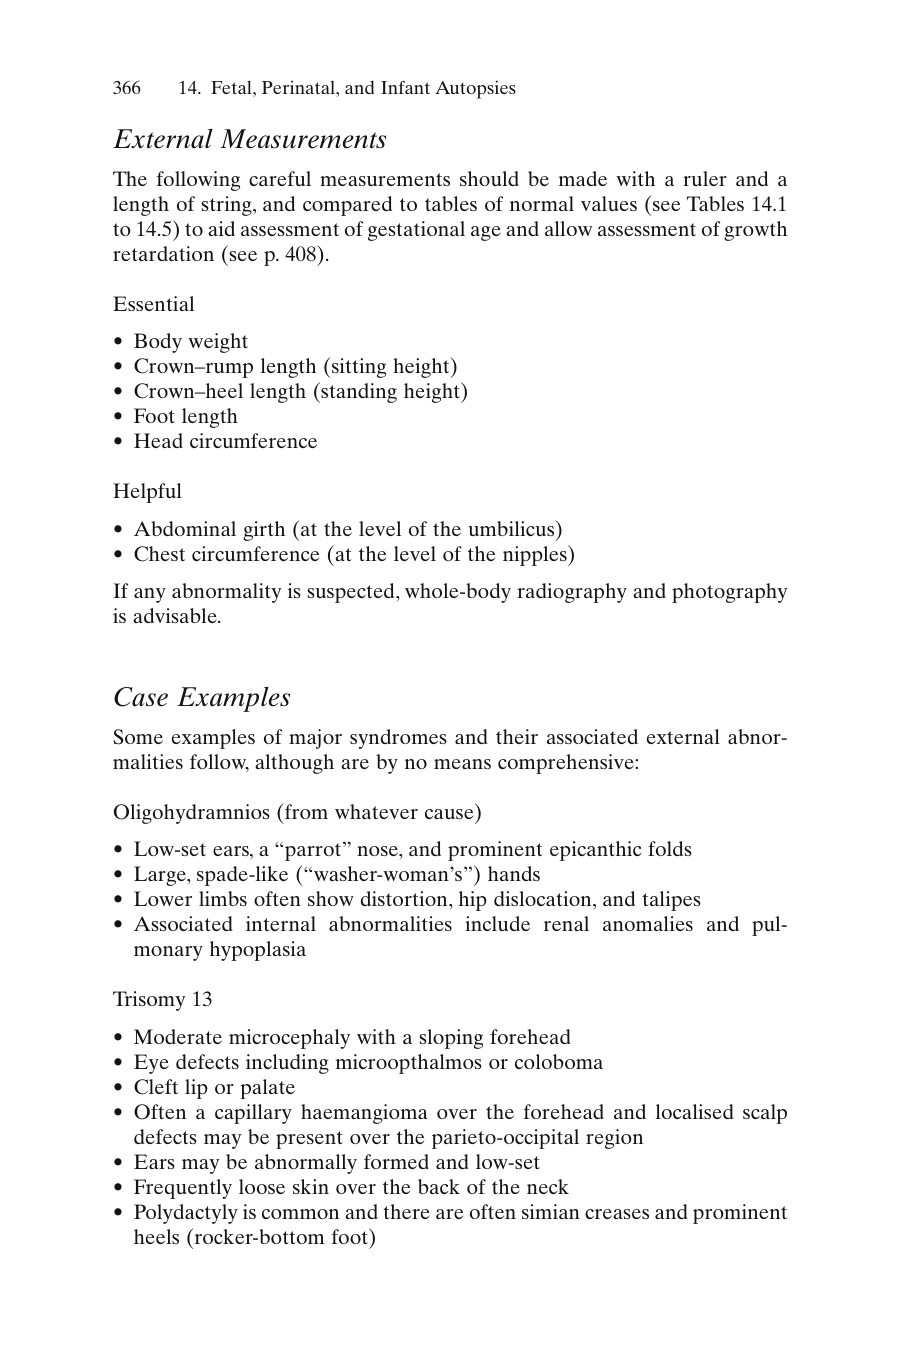 366 14. Fetal, Perinatal, and Infant Autopsies
External Measurements
The following careful measurements should be made with a ruler and a
length of string, and compared to tables of normal values (see Tables 14.1
to 14.5) to aid assessment of gestational age and allow assessment of growth
retardation (see p. 408).
Essential
• Body weight
• Crown–rump length (sitting height)
• Crown–heel length (standing height)
• Foot length
• Head circumference
Helpful
• Abdominal girth (at the level of the umbilicus)
• Chest circumference (at the level of the nipples)
If any abnormality is suspected, whole-body radiography and photography
is advisable.
Case Examples
Some examples of major syndromes and their associated external abnor-
malities follow, although are by no means comprehensive:
Oligohydramnios (from whatever cause)
• Low-set ears, a “parrot” nose, and prominent epicanthic folds
• Large, spade-like (“washer-woman’s”) hands
• Lower limbs often show distortion, hip dislocation, and talipes
• Associated internal abnormalities include renal anomalies and pul-
monary hypoplasia
Trisomy 13
• Moderate microcephaly with a sloping forehead
• Eye defects including microopthalmos or coloboma
• Cleft lip or palate
• Often a capillary haemangioma over the forehead and localised scalp
defects may be present over the parieto-occipital region
• Ears may be abnormally formed and low-set
• Frequently loose skin over the back of the neck
• Polydactyly is common and there are often simian creases and prominent
heels (rocker-bottom foot)